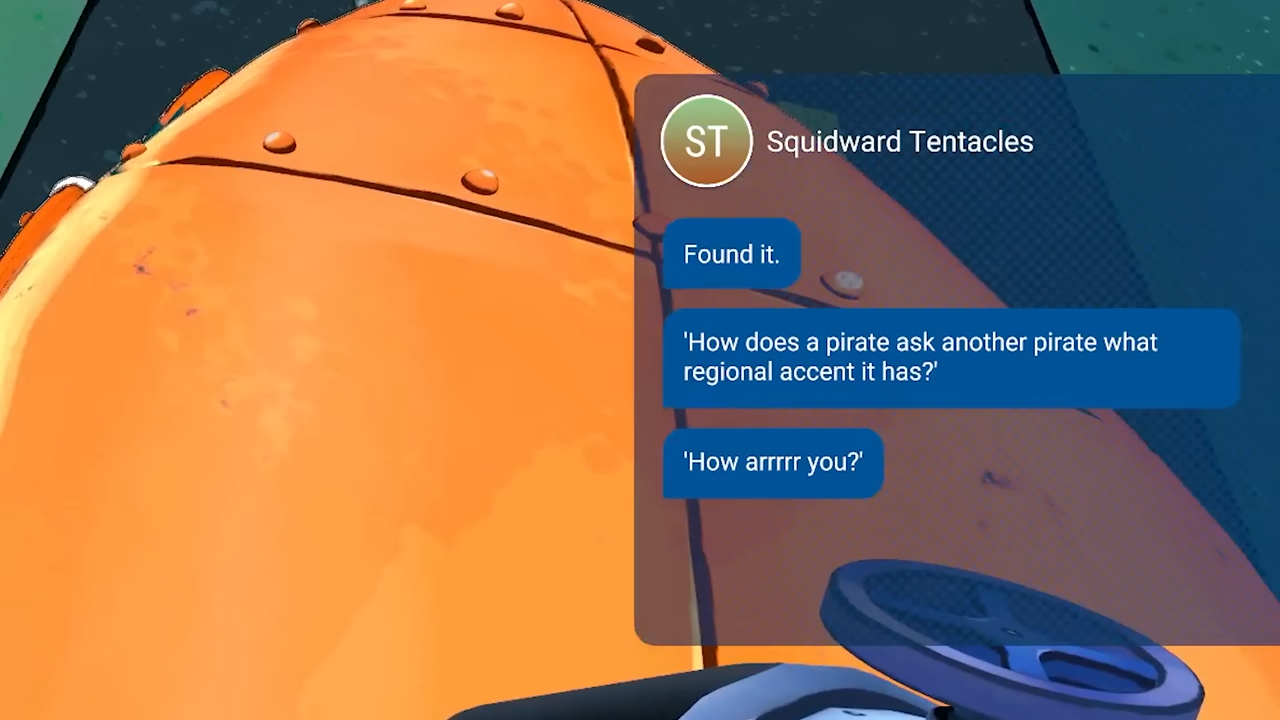 ST
Squidward Tentacles
Found it.
'How does a pirate ask another pirate what
regional accent it has?'
'How arrrrr you?'